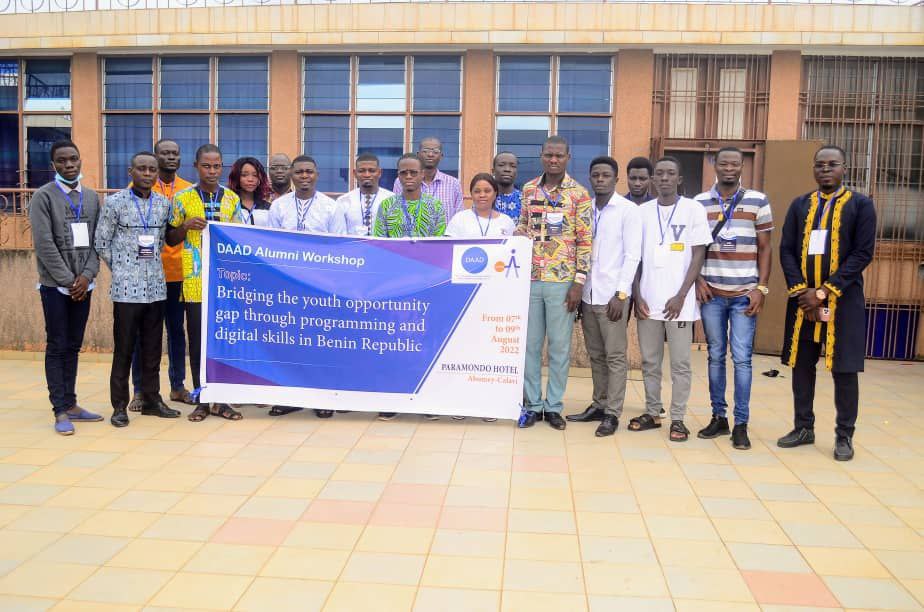 DAAD Alumni Workshop
Topic:
Bridging the youth opportunity
gap through programming and
digital skills in Benin Republic
DAAD
From 07th
to 09th
August
2022
PARAMONDO HOTEL
Abomey-Calavi
V